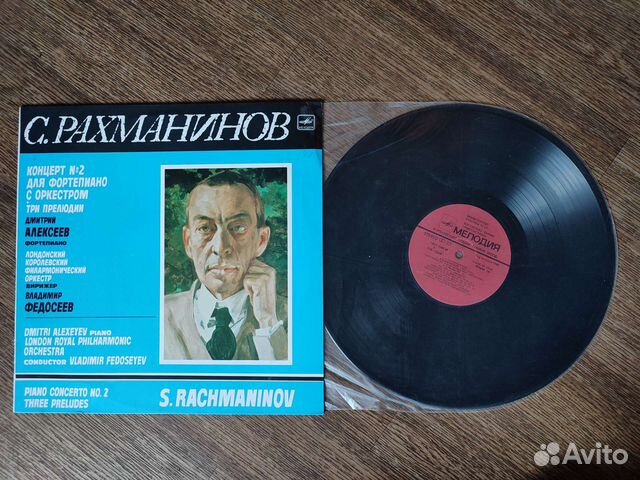 С. РАХМАНИНОВ
КОНЦЕРТ №2
ДЛЯ ФОРТЕПИАНО
С ОРКЕСТРОМ
ТРИ ПРЕЛЮДИИ
ДМИТРИЙ
АЛЕКСЕЕВ
ФОРТЕПИАНО
ЛОНДОНСКИЙ
КОРОЛЕВСКИЙ
ФИЛАРМОНИЧЕСКИЙ
ОРКЕСТР
ДИРИЖЕР
ВЛАДИМИР
ФЕДОСЕЕВ
DMITRI ALEXEYEV PIANO
LONDON ROYAL PHILHARMONIC
ORCHESTRA
CONDUCTOR VLADIMIR FEDOSEYEV
PIANO CONCERTO NO. 2
THREE PRELUDES
S. RACHMANINOV
МЕЛОДИЯ
Avito